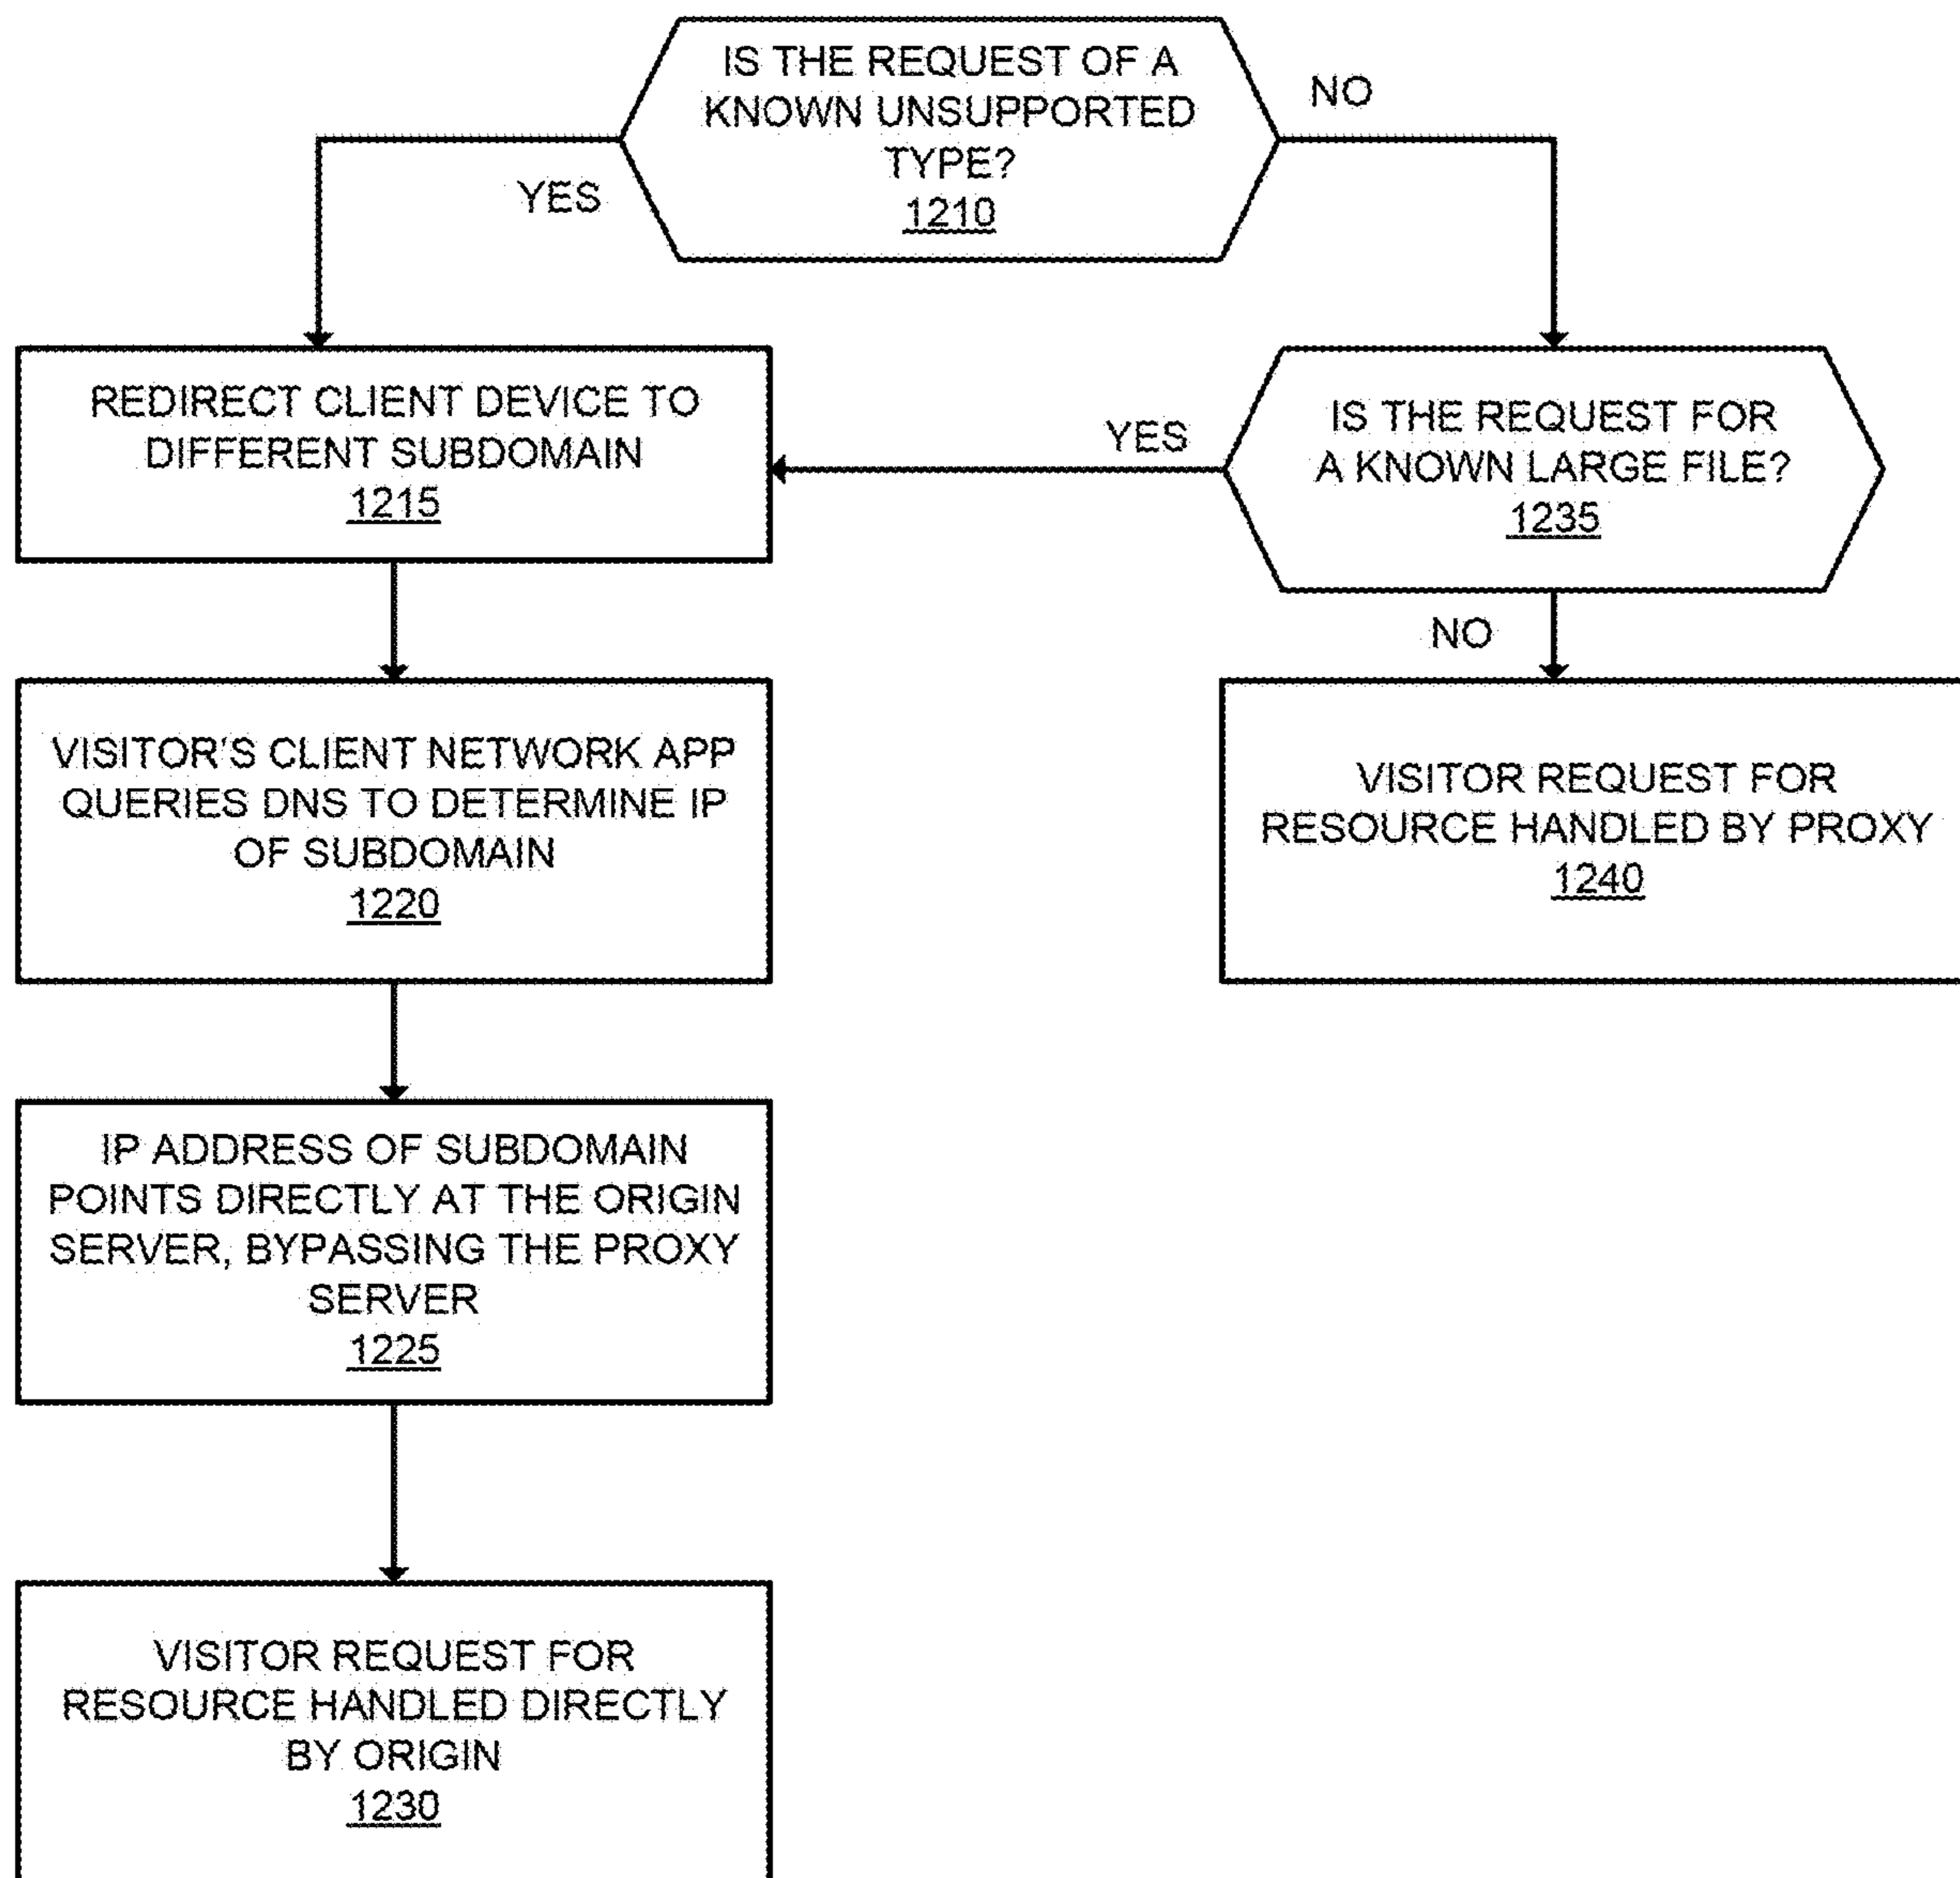 IS THE REQUEST OF A
KNOWN UNSUPPORTED
TYPE?
1210
NO
YES
REDIRECT CLIENT DEVICE TO
DIFFERENT SUBDOMAIN
1215
YES
IS THE REQUEST FOR
A KNOWN LARGE FILE?
1235
NO
VISITOR'S CLIENT NETWORK APP
QUERIES DNS TO DETERMINE IP
OF SUBDOMAIN
1220
VISITOR REQUEST FOR
RESOURCE HANDLED BY PROXY
1240
IP ADDRESS OF SUBDOMAIN
POINTS DIRECTLY AT THE ORIGIN
SERVER, BYPASSING THE PROXY
SERVER
1225
VISITOR REQUEST FOR
RESOURCE HANDLED DIRECTLY
BY ORIGIN
1230